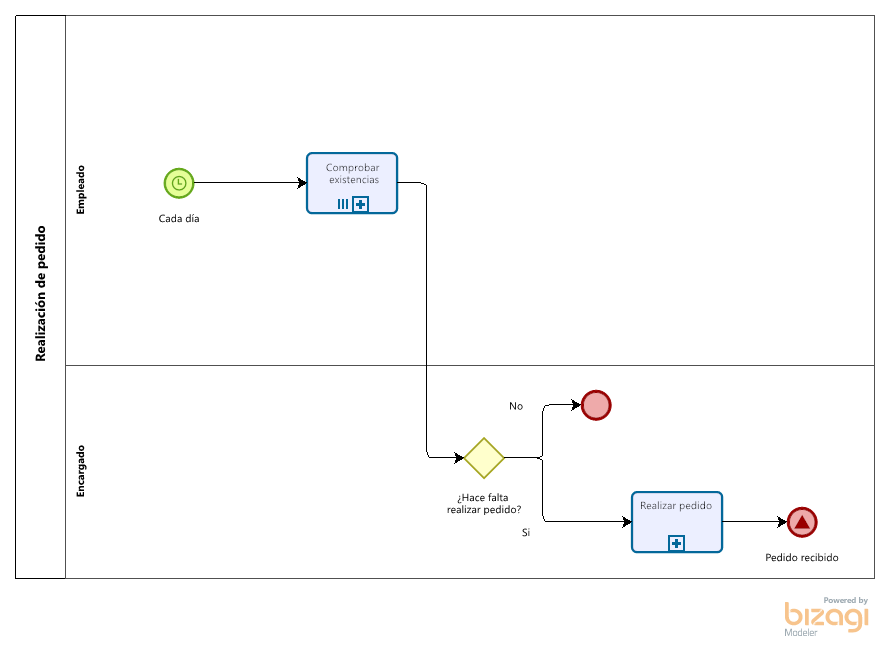 Realización de pedido
Empleado
Cada día
Comprobar
existencias
Encargado
No
¿Hace falta
realizar pedido?
Si
Realizar pedido
Pedido recibido
Powered by
bizagi
Modeler